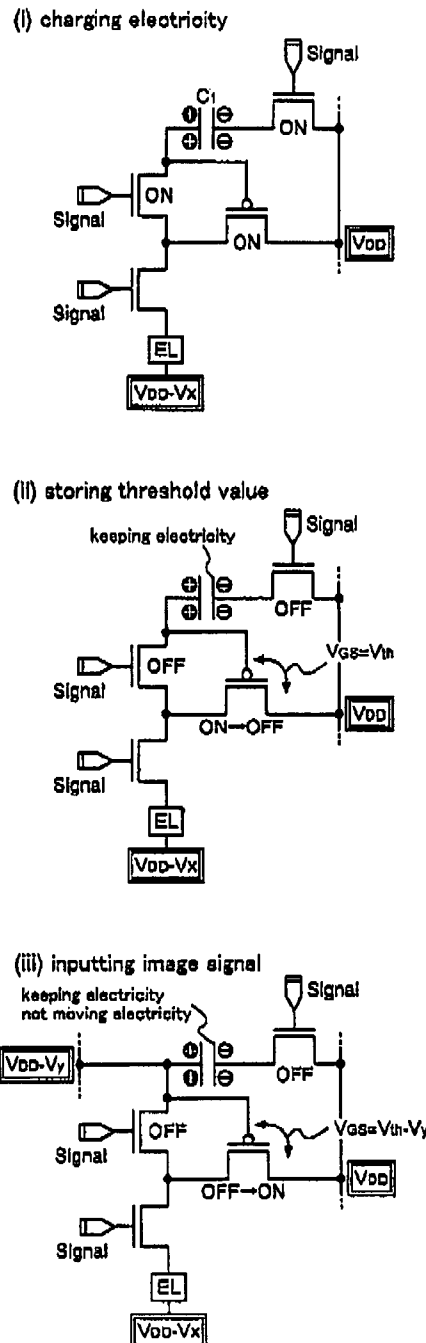 (i) charging electricity
Signal
C1
⊕ ⊖
⊕ ⊖
ON
ON
Signal
ON
VDD
Signal
EL
VDD-Vx
(ii) storing threshold value
keeping electricity
Signal
⊕ ⊖
⊕ ⊖
OFF
OFF
VGS=Vth
Signal
ON→OFF
VDD
Signal
EL
VDD-Vx
(iii) inputting image signal
keeping electricity
not moving electricity
Signal
⊕ ⊖
VDD-Vy
⊕ ⊖
OFF
OFF
VGS=Vth-Vy
Signal
OFF→ON
VDD
Signal
EL
VDD-Vx